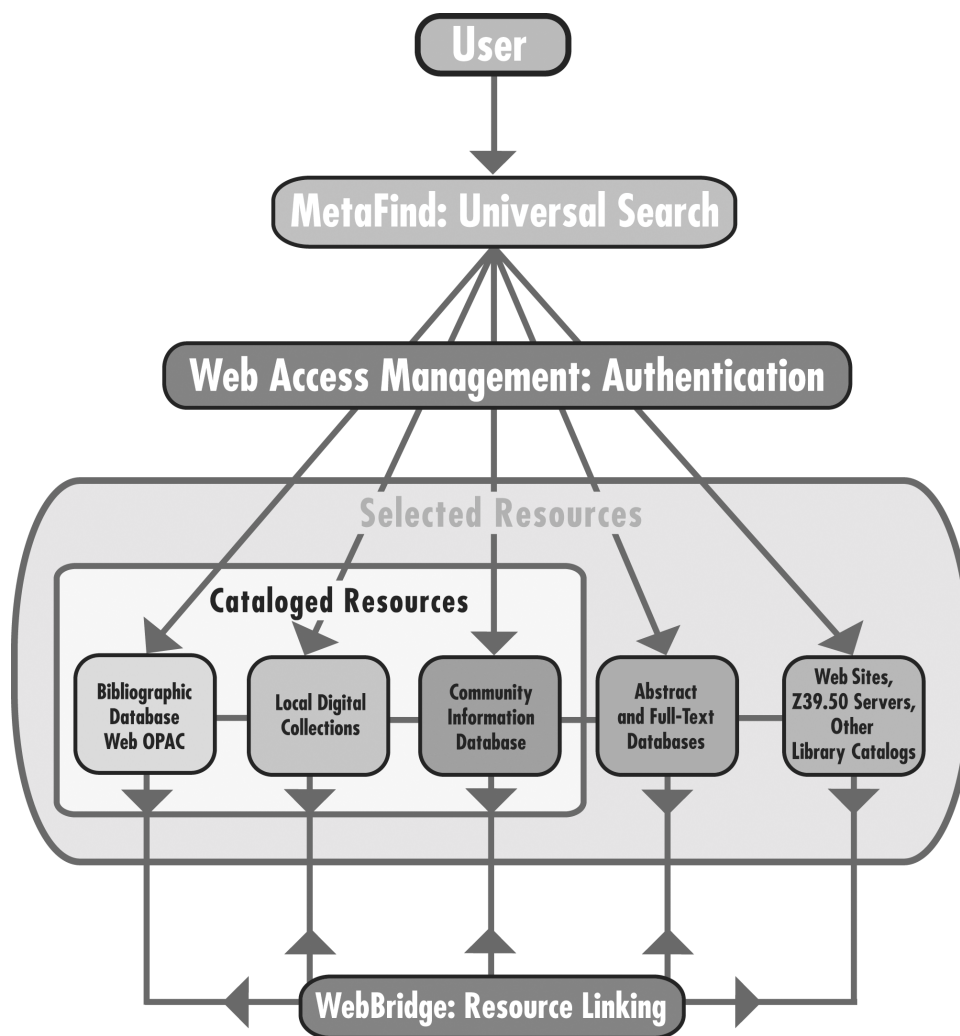 User
MetaFind: Universal Search
Web Access Management: Authentication
Selected Resources
Cataloged Resources
Bibliographic
Database
Web OPAC
Local Digital
Collections
Community
Information
Database
Abstract
and Full-Text
Databases
Web Sites,
Z39.50 Servers,
Other
Library Catalogs
WebBridge: Resource Linking